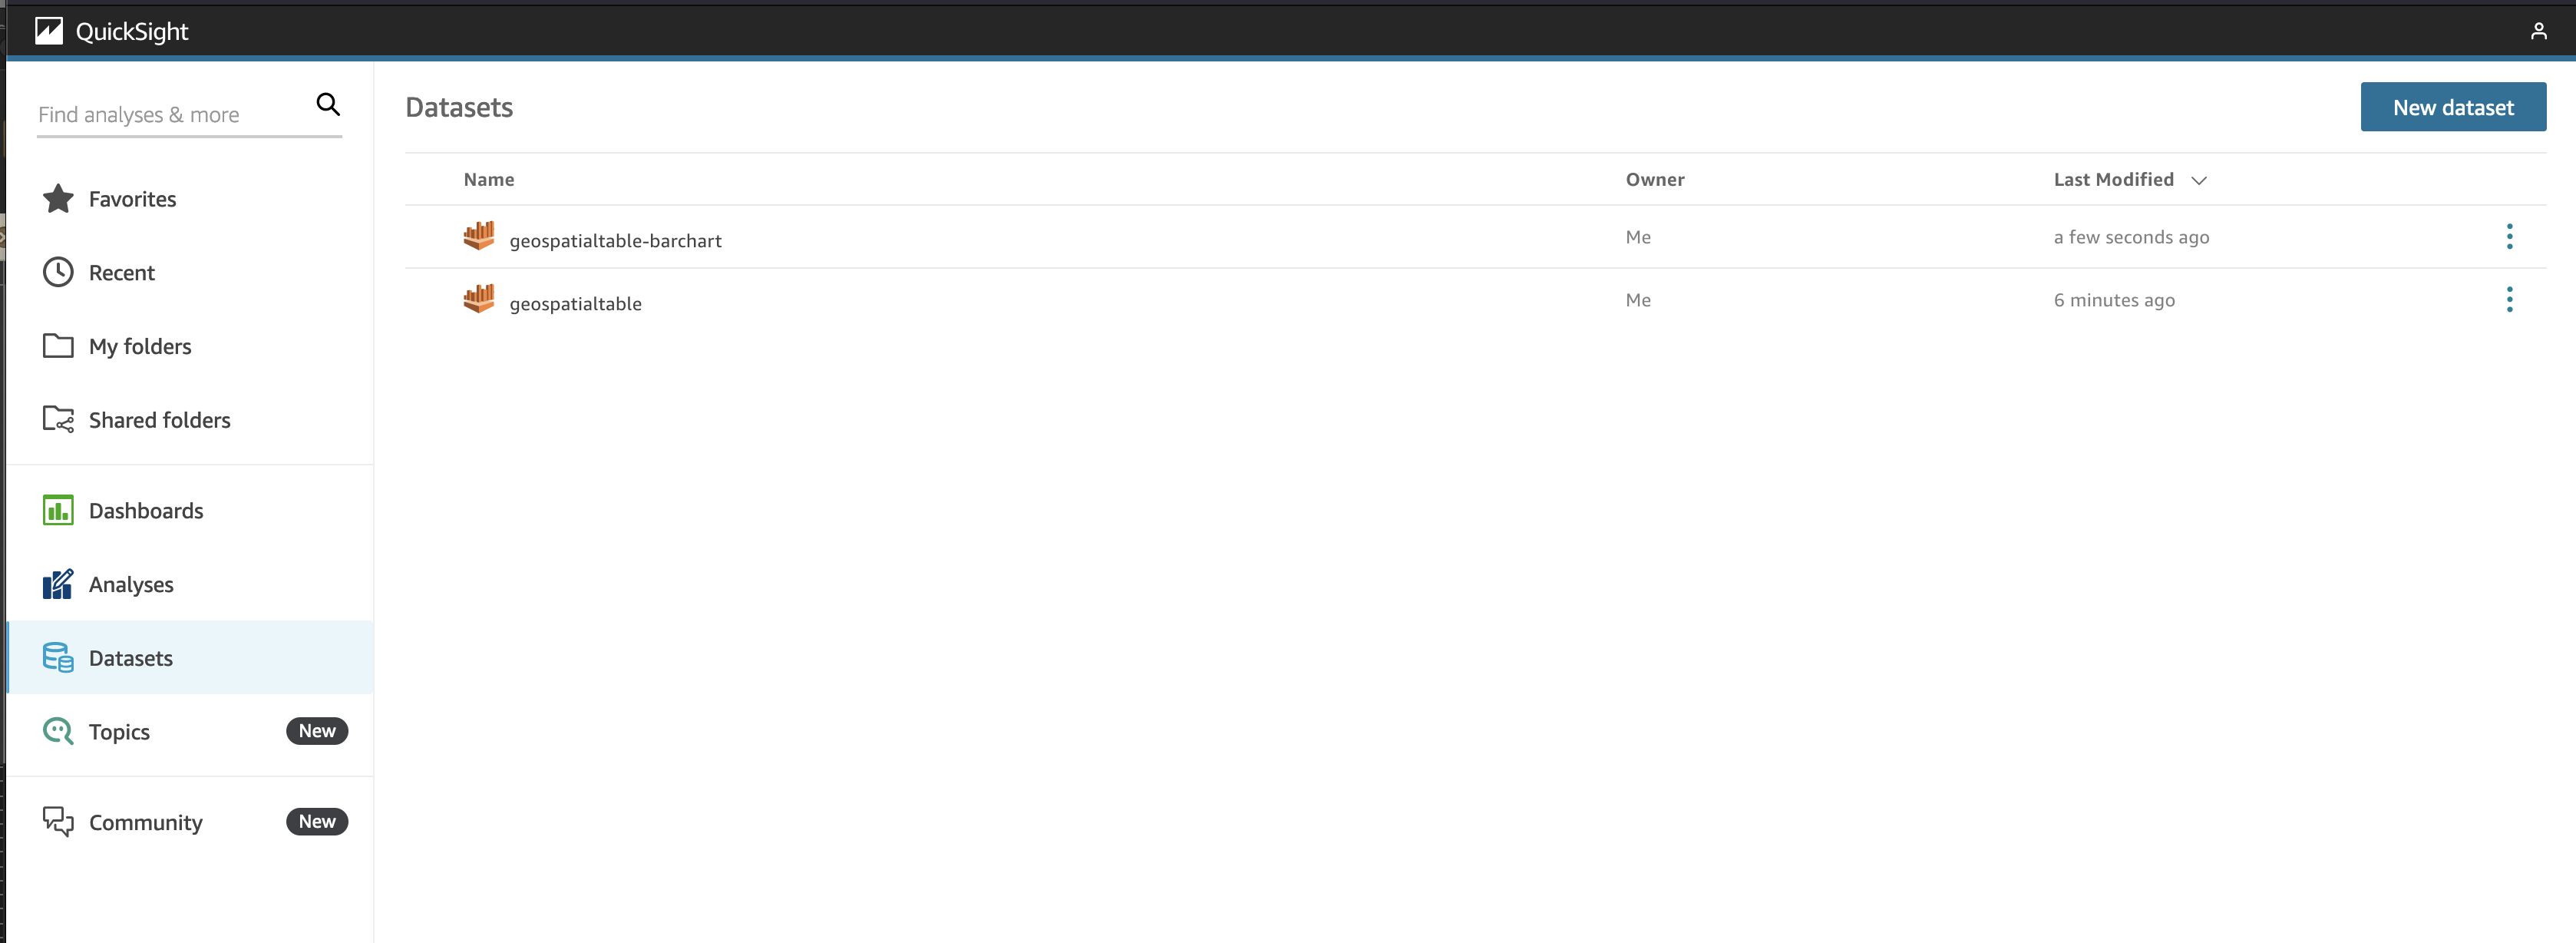 QuickSight
Find analyses & more
Favorites
Recent
My folders
Shared folders
Dashboards
Analyses
Datasets
Topics New
Community New
Datasets
New dataset
Name Owner Last Modified
geospatialtable-barchart Me a few seconds ago
geospatialtable Me 6 minutes ago